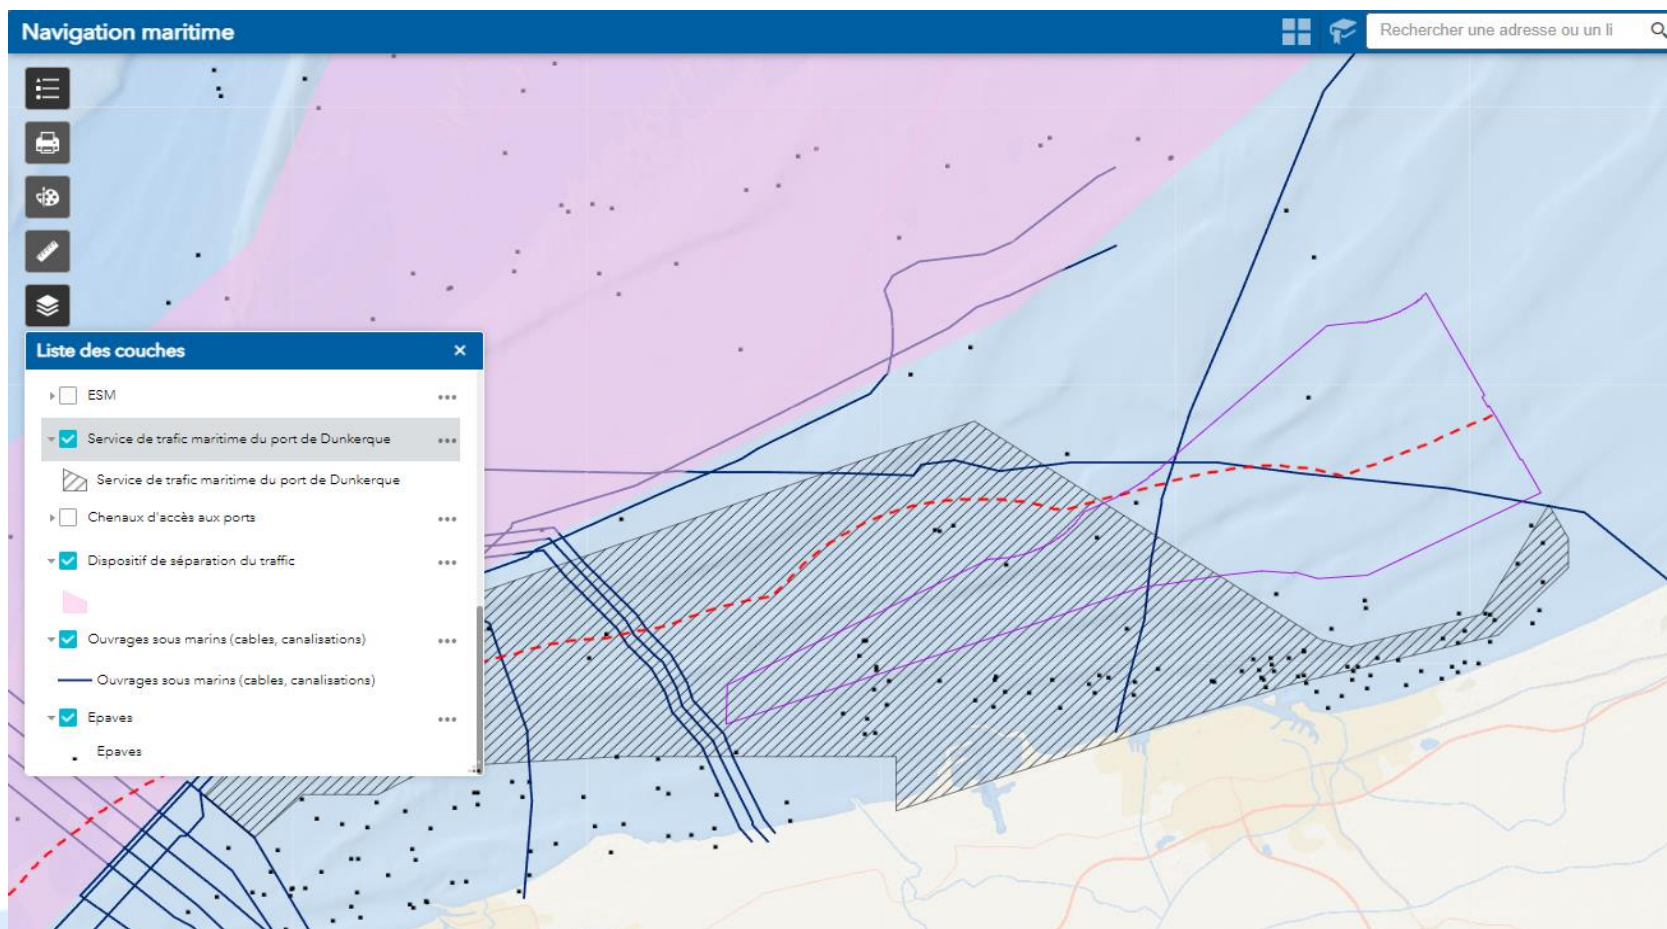 Navigation maritime
Rechercher une adresse ou un li
Liste des couches
ESM
Service de trafic maritime du port de Dunkerque
Service de trafic maritime du port de Dunkerque
Chenaux d'accès aux ports
Dispositif de séparation du traffic
Ouvrages sous marins (cables, canalisations)
Ouvrages sous marins (cables, canalisations)
Epaves
Epaves